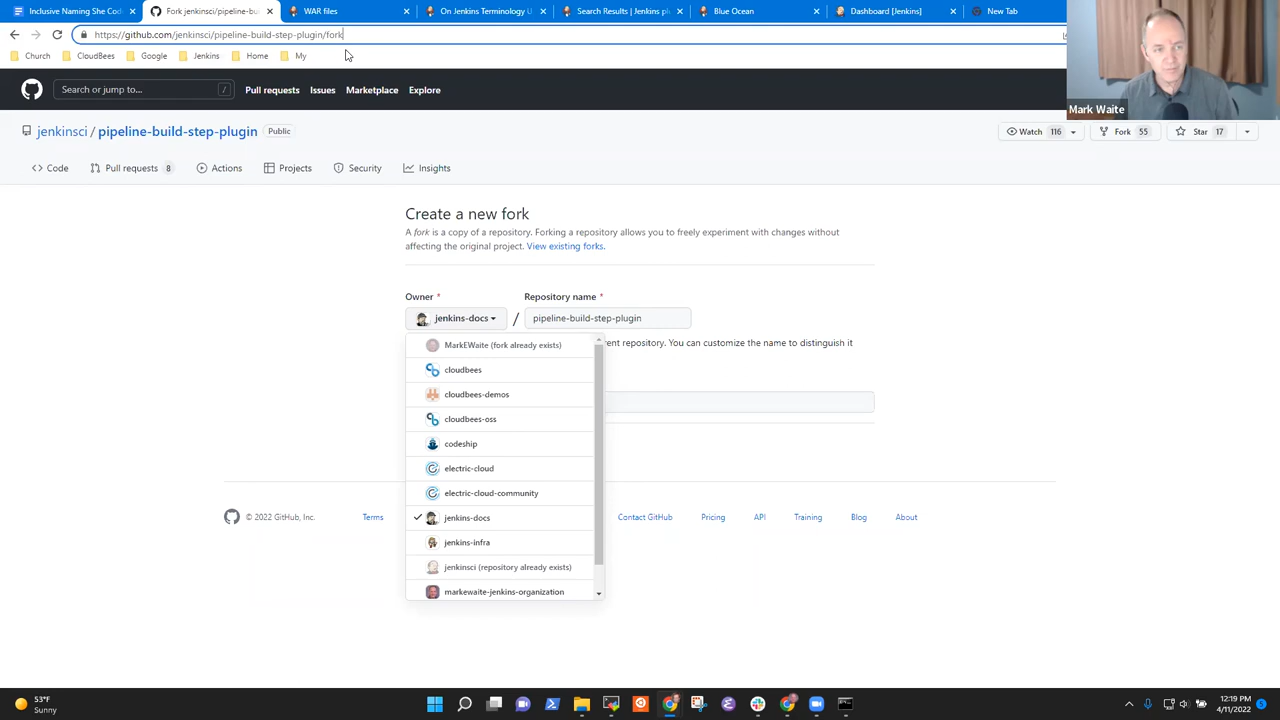 Inclusive Naming She Code
Fork jenkinsci/pipeline-bui
WAR files
On Jenkins Terminology U
Search Results | Jenkins pl
Blue Ocean
Dashboard [Jenkins]
New Tab
https://github.com/jenkinsci/pipeline-build-step-plugin/fork
Church
CloudBees
Google
Jenkins
Home
My
Search or jump to... /
Pull requests
Issues
Marketplace
Explore
Mark Waite
jenkinsci / pipeline-build-step-plugin Public
Watch 116
Fork 55
Star 17
Code
Pull requests 8
Actions
Projects
Security
Insights
Create a new fork
A fork is a copy of a repository. Forking a repository allows you to freely experiment with changes without
affecting the original project. View existing forks.
Owner * Repository name *
jenkins-docs / pipeline-build-step-plugin
MarkEWaite (fork already exists)
ent repository. You can customize the name to distinguish it
cloudbees
cloudbees-demos
cloudbees-oss
codeship
electric-cloud
electric-cloud-community
jenkins-docs
jenkins-infra
jenkinsci (repository already exists)
markewaite-jenkins-organization
© 2022 GitHub, Inc.
Terms
Contact GitHub
Pricing
API
Training
Blog
About
53°F
Sunny
12:19 PM
4/11/2022